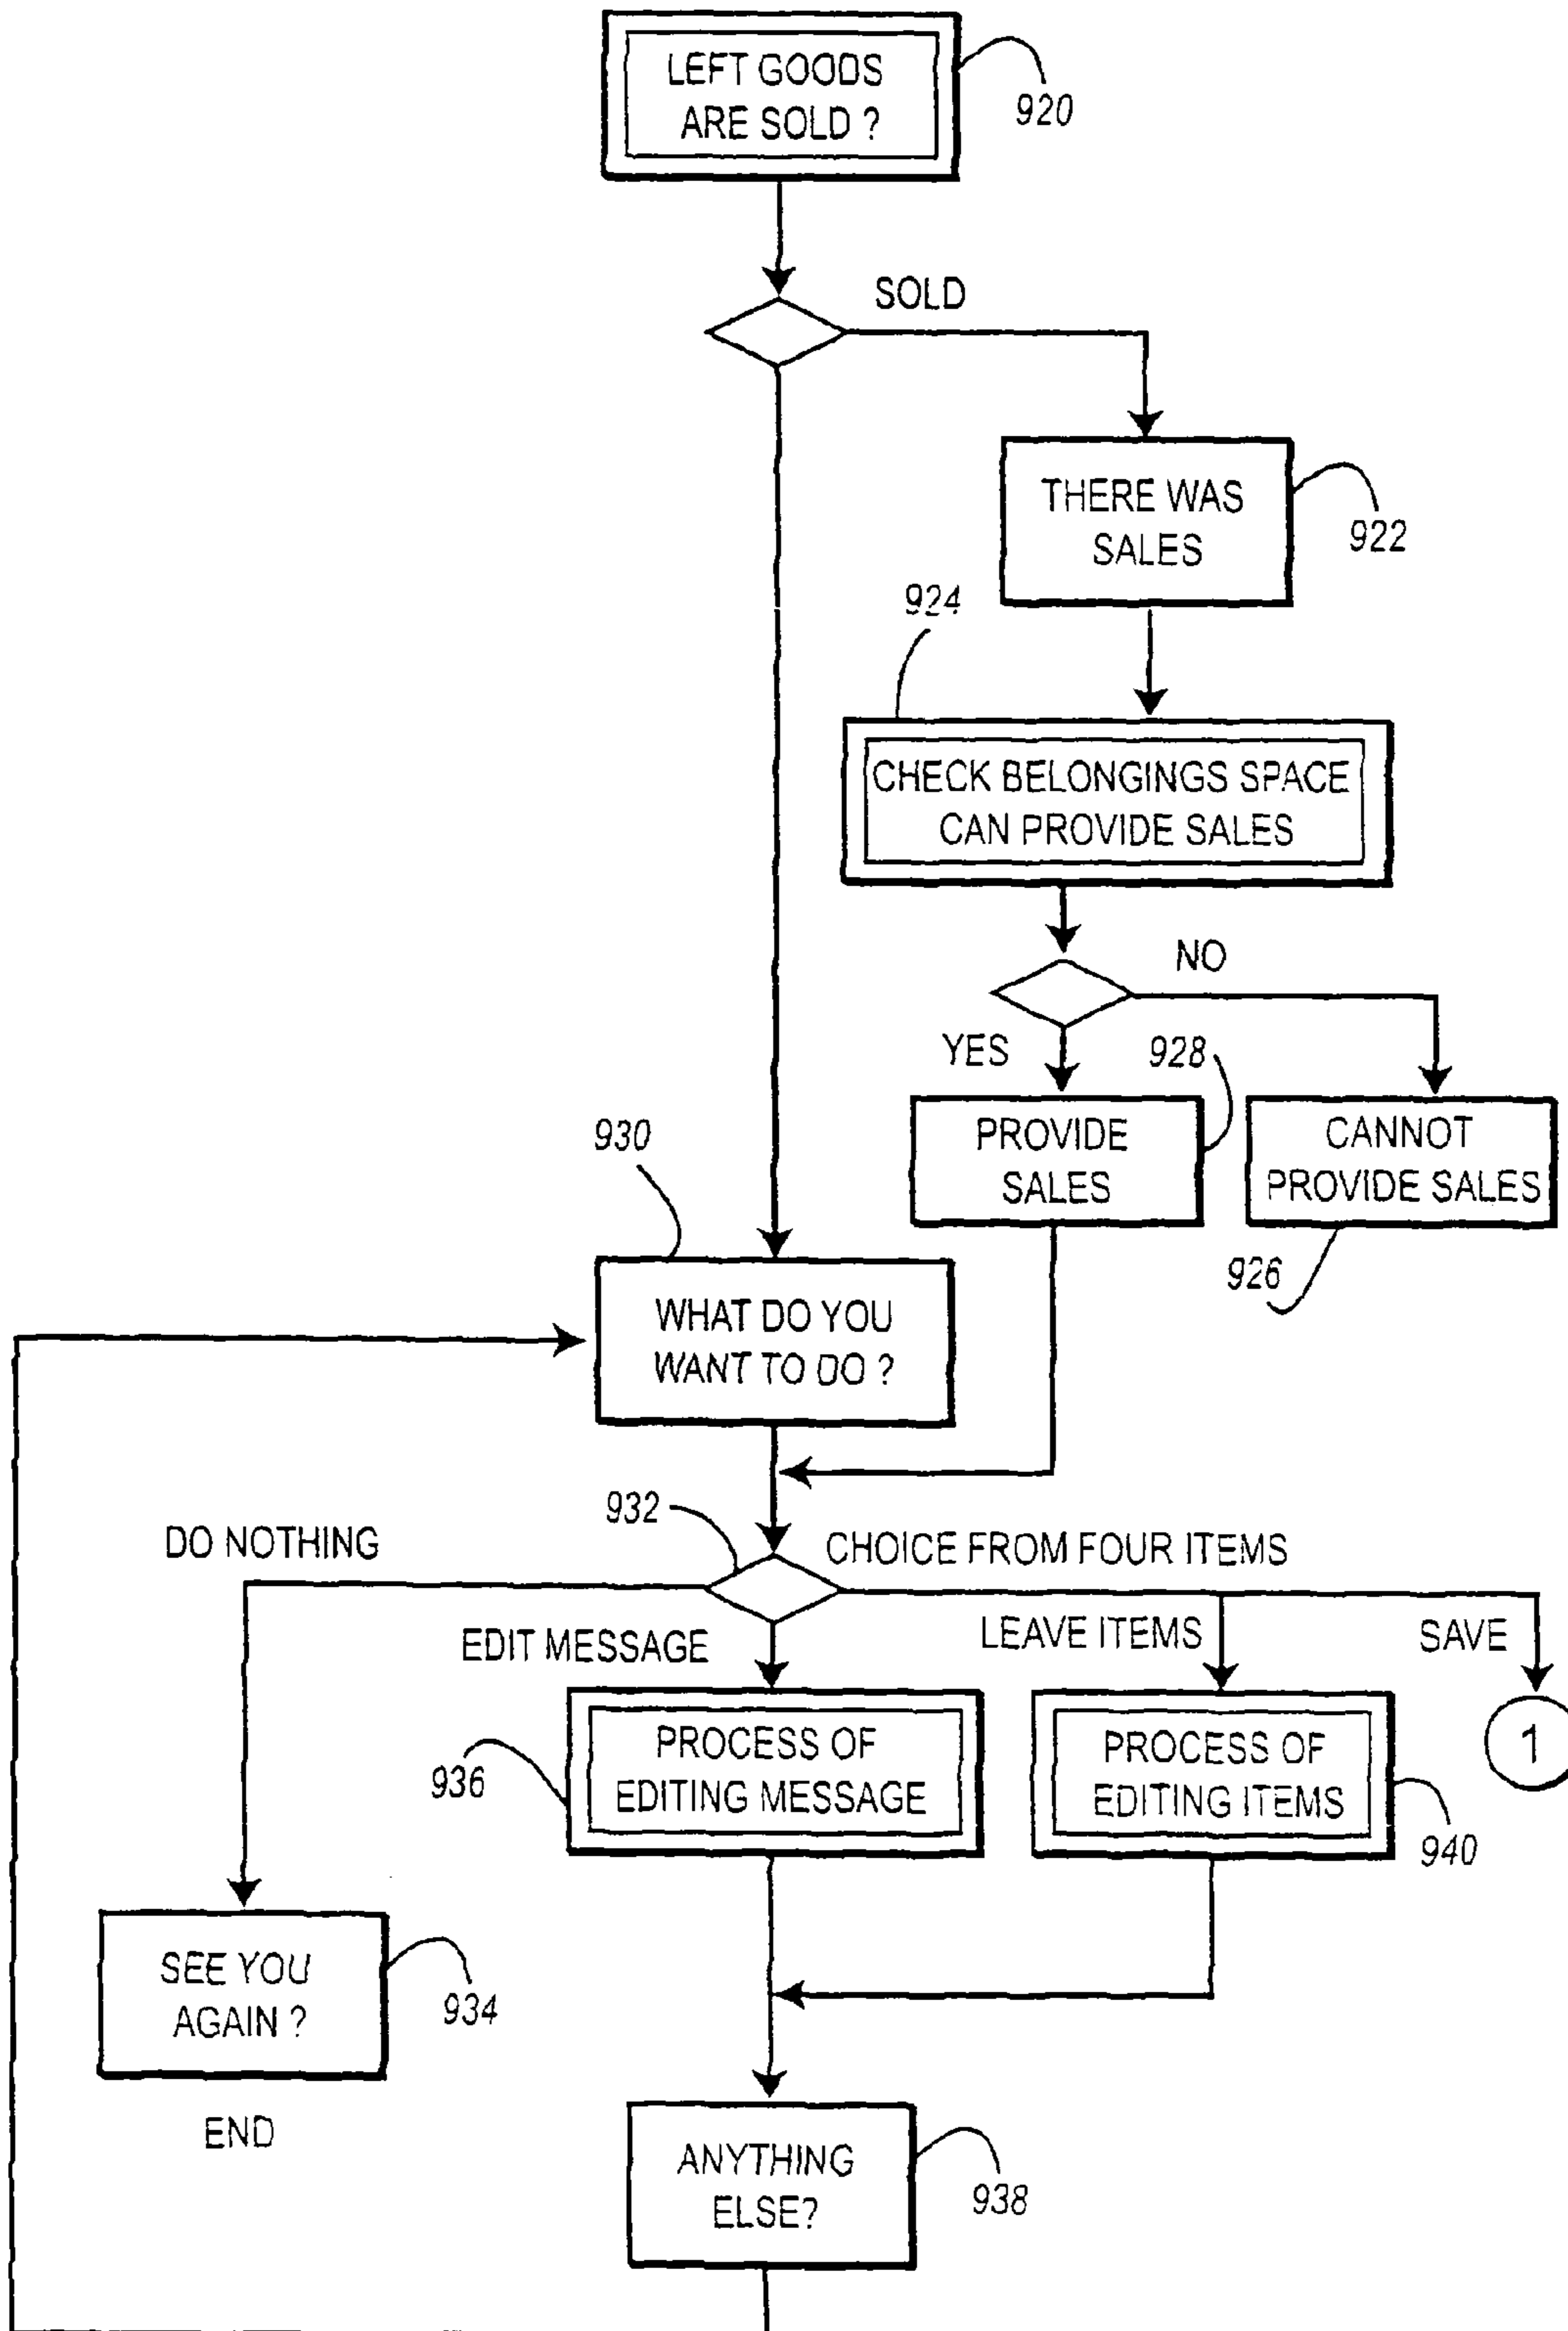 LEFT GOODS
ARE SOLD ?
920
SOLD
THERE WAS
SALES
922
924
CHECK BELONGINGS SPACE
CAN PROVIDE SALES
NO
YES
928
PROVIDE
SALES
CANNOT
PROVIDE SALES
930
926
WHAT DO YOU
WANT TO DO ?
932
DO NOTHING
CHOICE FROM FOUR ITEMS
EDIT MESSAGE
LEAVE ITEMS
SAVE
PROCESS OF
EDITING MESSAGE
936
PROCESS OF
EDITING ITEMS
940
1
SEE YOU
AGAIN ?
934
END
ANYTHING
ELSE?
938